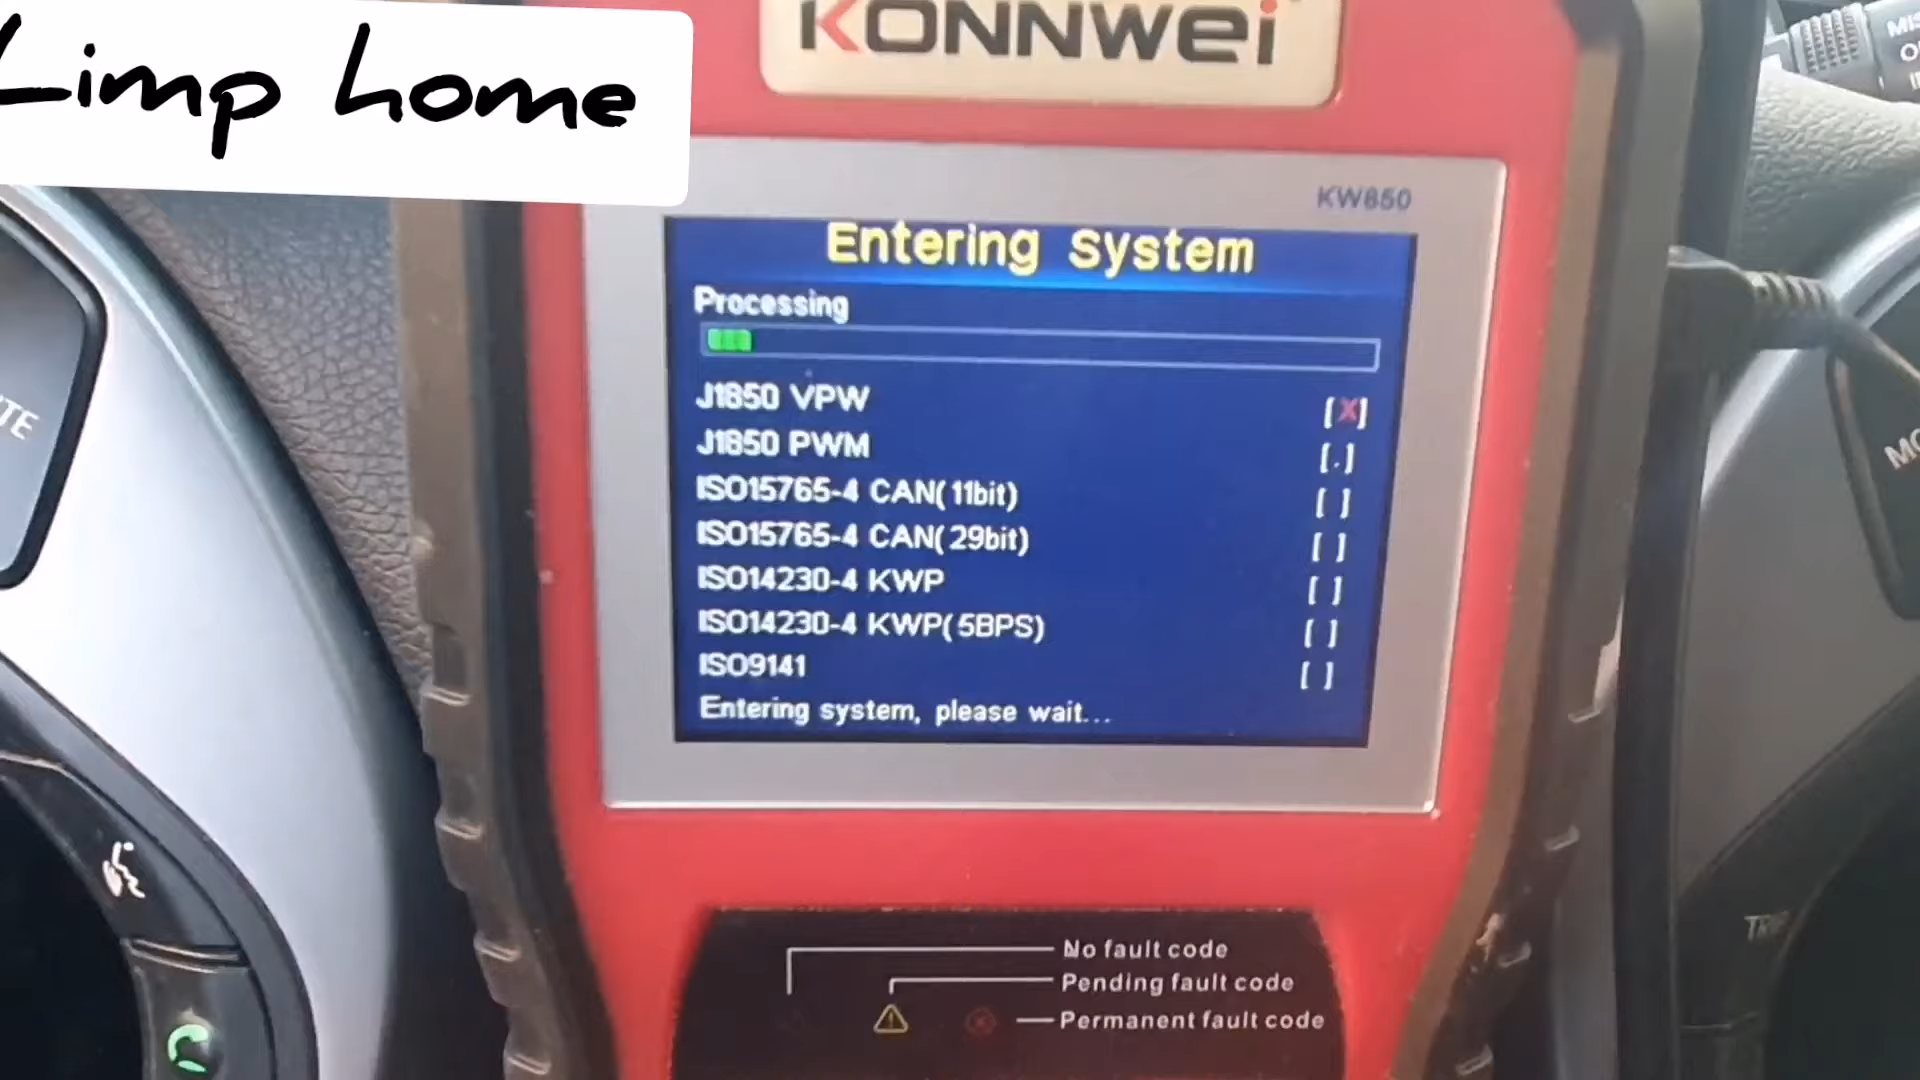 Limp home
KONNWEI
KW850
Entering System
Processing
J1850 VPW [X]
J1850 PWM [.]
ISO15765-4 CAN(11bit) [ ]
ISO15765-4 CAN(29bit) [ ]
ISO14230-4 KWP [ ]
ISO14230-4 KWP(5BPS) [ ]
ISO9141 [ ]
Entering system, please wait...
No fault code
Pending fault code
Permanent fault code
TRIP